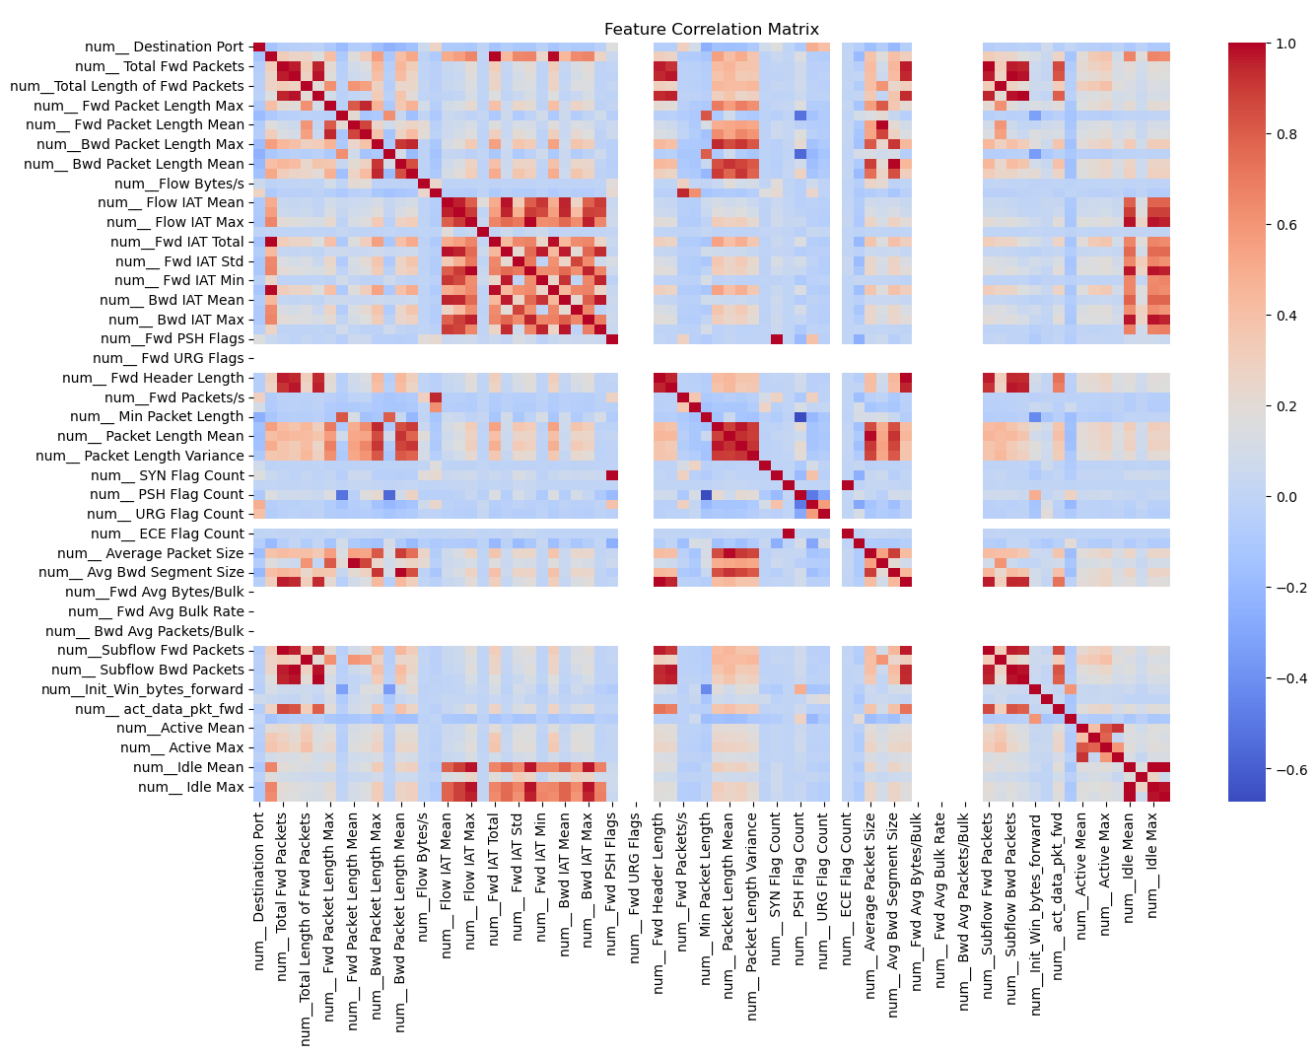 Feature Correlation Matrix
num__ Destination Port
num__ Total Fwd Packets
num__Total Length of Fwd Packets
num__ Fwd Packet Length Max
num__ Fwd Packet Length Mean
num__Bwd Packet Length Max
num__ Bwd Packet Length Mean
num__Flow Bytes/s
num__ Flow IAT Mean
num__ Flow IAT Max
num__Fwd IAT Total
num__ Fwd IAT Std
num__ Fwd IAT Min
num__ Bwd IAT Mean
num__ Bwd IAT Max
num__Fwd PSH Flags
num__ Fwd URG Flags
num__ Fwd Header Length
num__Fwd Packets/s
num__ Min Packet Length
num__ Packet Length Mean
num__ Packet Length Variance
num__ SYN Flag Count
num__ PSH Flag Count
num__ URG Flag Count
num__ ECE Flag Count
num__ Average Packet Size
num__ Avg Bwd Segment Size
num__Fwd Avg Bytes/Bulk
num__ Fwd Avg Bulk Rate
num__ Bwd Avg Packets/Bulk
num__Subflow Fwd Packets
num__ Subflow Bwd Packets
num__Init_Win_bytes_forward
num__ act_data_pkt_fwd
num__Active Mean
num__ Active Max
num__Idle Mean
num__ Idle Max
num__ Destination Port
num__ Total Fwd Packets
num__Total Length of Fwd Packets
num__ Fwd Packet Length Max
num__ Fwd Packet Length Mean
num__Bwd Packet Length Max
num__ Bwd Packet Length Mean
num__Flow Bytes/s
num__ Flow IAT Mean
num__ Flow IAT Max
num__Fwd IAT Total
num__ Fwd IAT Std
num__ Fwd IAT Min
num__ Bwd IAT Mean
num__ Bwd IAT Max
num__Fwd PSH Flags
num__ Fwd URG Flags
num__ Fwd Header Length
num__Fwd Packets/s
num__ Min Packet Length
num__ Packet Length Mean
num__ Packet Length Variance
num__ SYN Flag Count
num__ PSH Flag Count
num__ URG Flag Count
num__ ECE Flag Count
num__ Average Packet Size
num__ Avg Bwd Segment Size
num__Fwd Avg Bytes/Bulk
num__ Fwd Avg Bulk Rate
num__ Bwd Avg Packets/Bulk
num__Subflow Fwd Packets
num__ Subflow Bwd Packets
num__Init_Win_bytes_forward
num__ act_data_pkt_fwd
num__Active Mean
num__ Active Max
num__Idle Mean
num__ Idle Max
1.0
0.8
0.6
0.4
0.2
0.0
−0.2
−0.4
−0.6